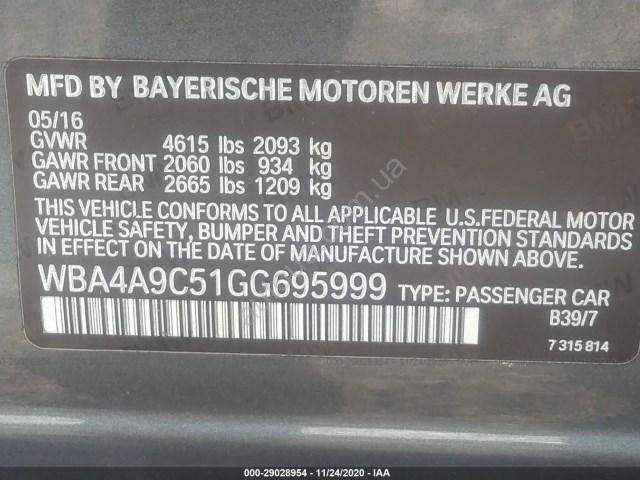 MFD BY BAYERISCHE MOTOREN WERKE AG
05/16
GVWR 4615 lbs 2093 kg
GAWR FRONT 2060 lbs 934 kg
GAWR REAR 2665 lbs 1209 kg
THIS VEHICLE CONFORMS TO ALL APPLICABLE U.S.FEDERAL MOTOR
VEHICLE SAFETY, BUMPER AND THEFT PREVENTION STANDARDS
IN EFFECT ON THE DATE OF MANUFACTURE SHOWN ABOVE.
WBA4A9C51GG695999 TYPE: PASSENGER CAR
B39/7
7 315 814
000-29028954 - 11/24/2020 - IAA